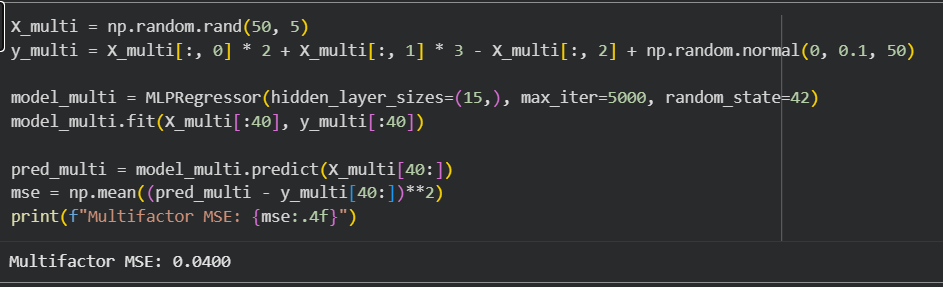 X_multi = np.random.rand(50, 5)
y_multi = X_multi[:, 0] * 2 + X_multi[:, 1] * 3 - X_multi[:, 2] + np.random.normal(0, 0.1, 50)
model_multi = MLPRegressor(hidden_layer_sizes=(15,), max_iter=5000, random_state=42)
model_multi.fit(X_multi[:40], y_multi[:40])
pred_multi = model_multi.predict(X_multi[40:])
mse = np.mean((pred_multi - y_multi[40:])**2)
print(f"Multifactor MSE: {mse:.4f}")
Multifactor MSE: 0.0400